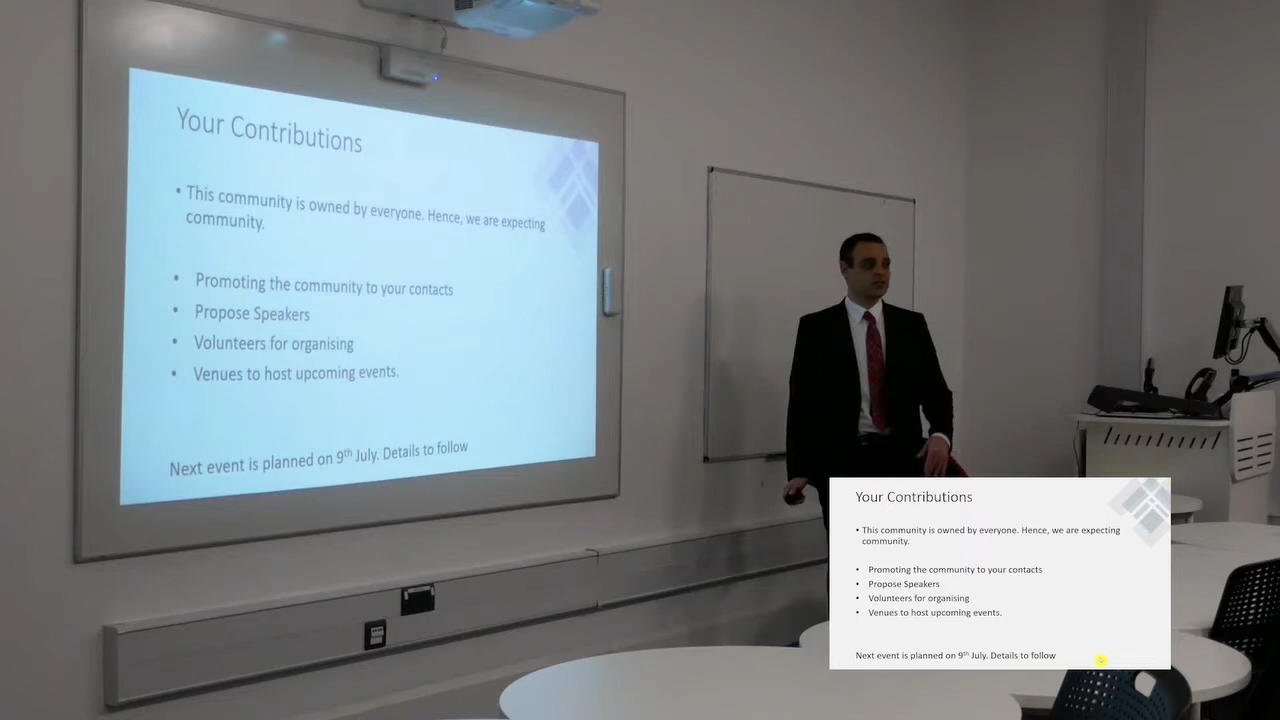 Your Contributions
• This community is owned by everyone. Hence, we are expecting
community.
• Promoting the community to your contacts
• Propose Speakers
• Volunteers for organising
• Venues to host upcoming events.
Next event is planned on 9th July. Details to follow
Your Contributions
• This community is owned by everyone. Hence, we are expecting
community.
• Promoting the community to your contacts
• Propose Speakers
• Volunteers for organising
• Venues to host upcoming events.
Next event is planned on 9th July. Details to follow